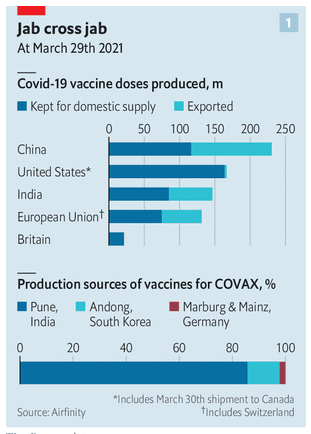 Jab cross jab
1
At March 29th 2021
Covid-19 vaccine doses produced, m
Kept for domestic supply Exported
0 50 100 150 200 250
China
United States*
India
European Union†
Britain
Production sources of vaccines for COVAX, %
Pune, Andong, Marburg & Mainz,
India South Korea Germany
0 20 40 60 80 100
*Includes March 30th shipment to Canada
Source: Airfinity †Includes Switzerland